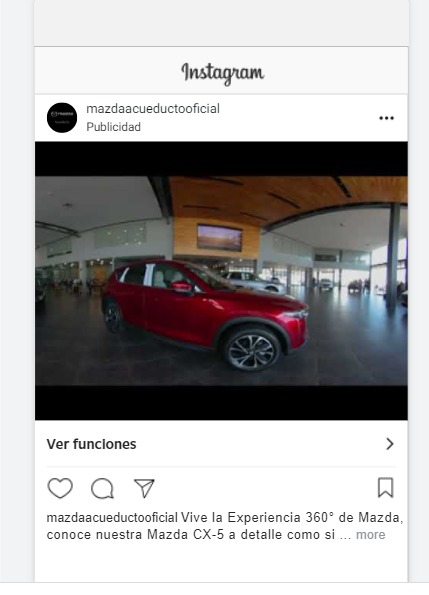 Instagram
mazdaacueductooficial
Publicidad
Ver funciones
mazdaacueductooficial Vive la Experiencia 360° de Mazda,
conoce nuestra Mazda CX-5 a detalle como si ... more